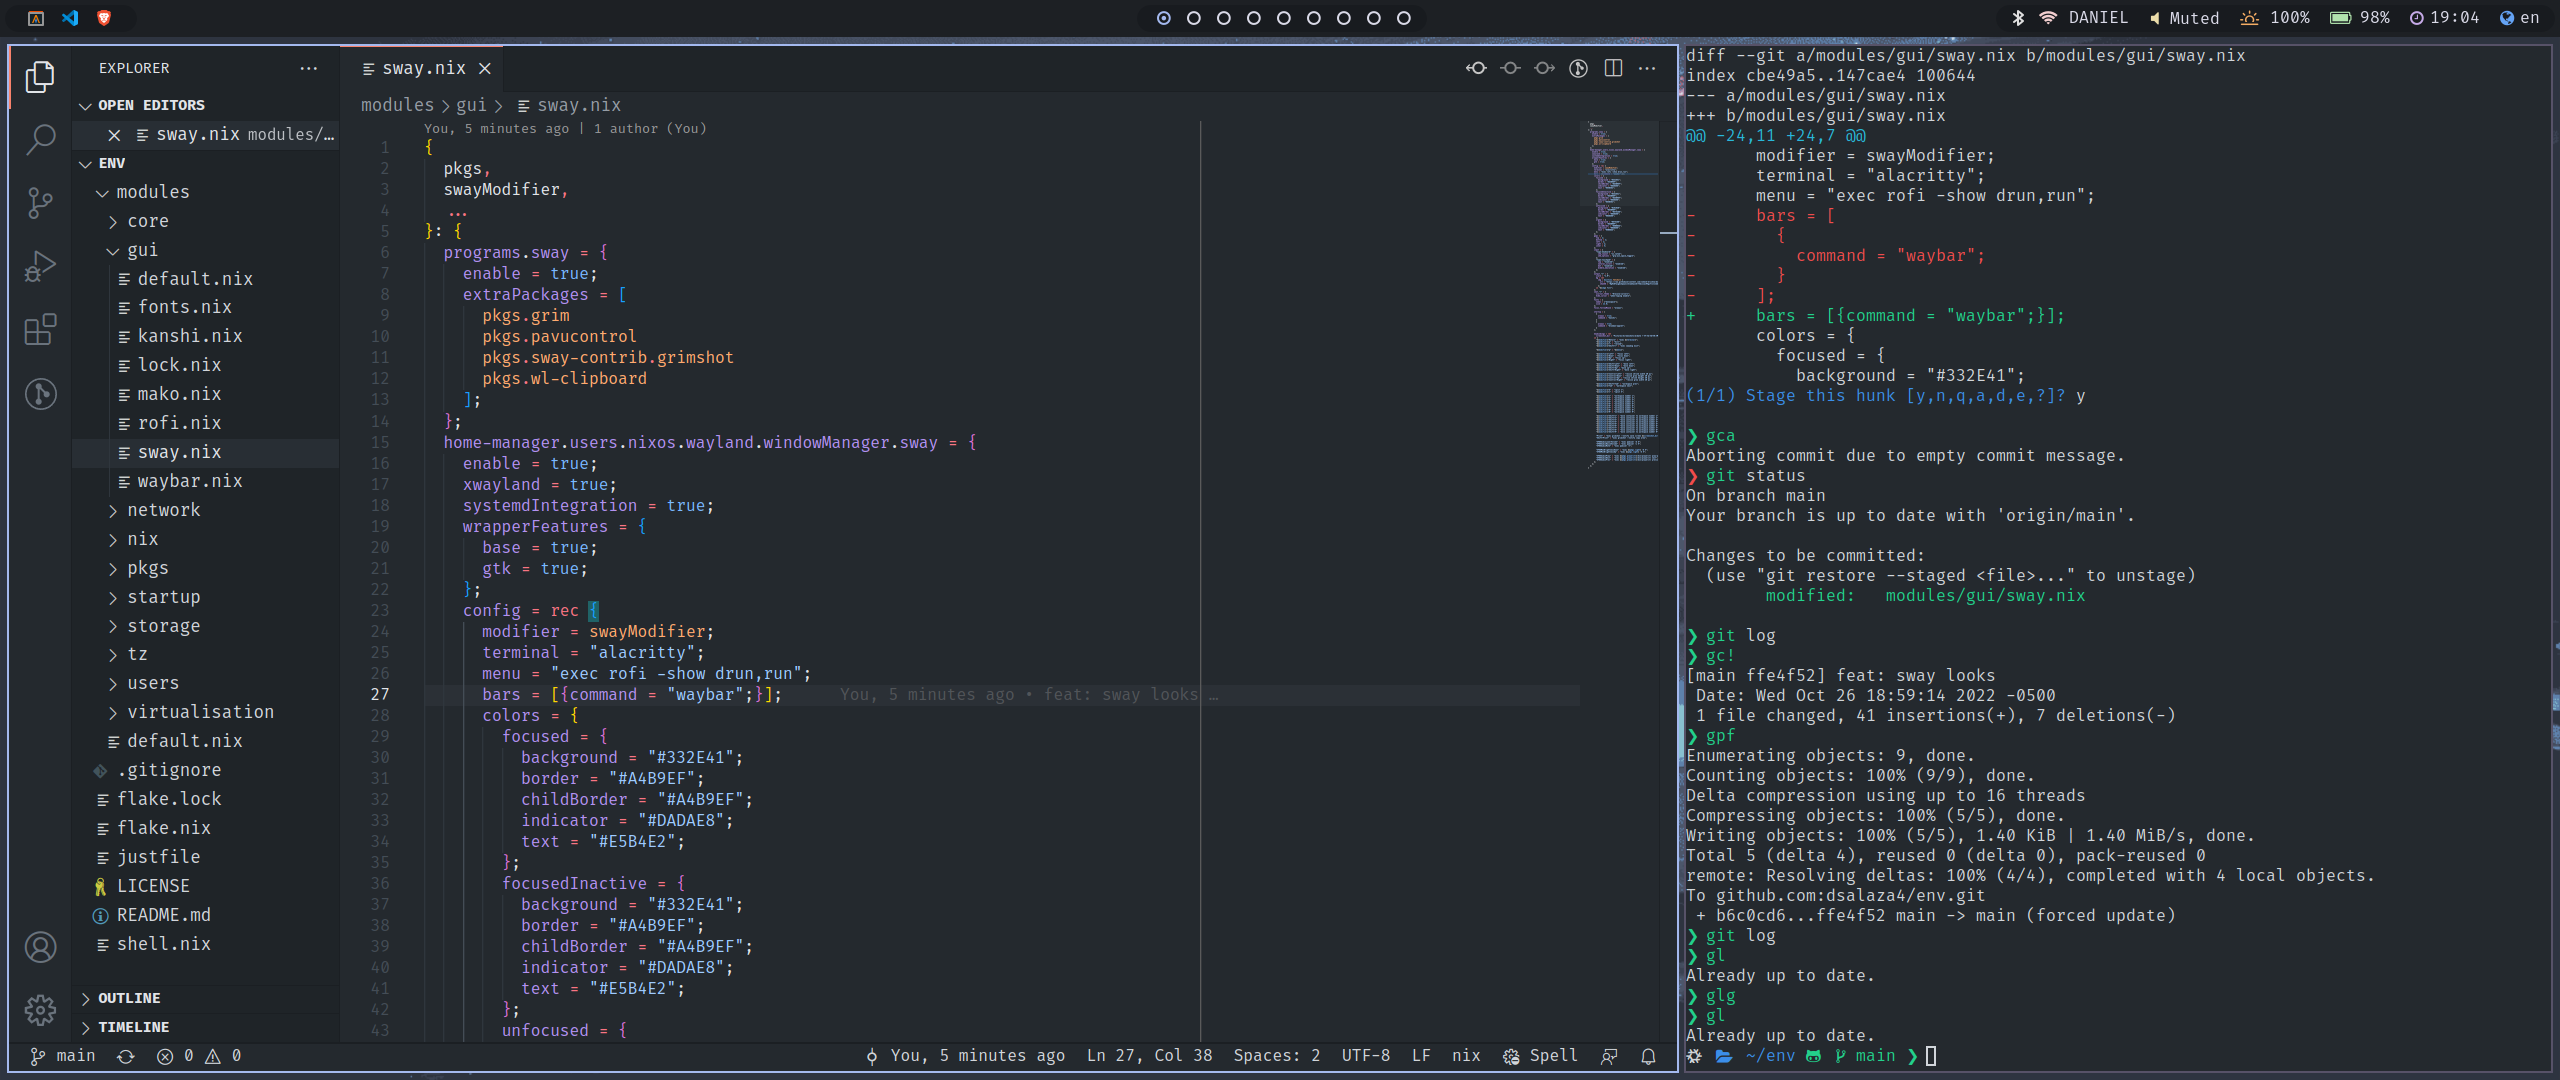 DANIEL Muted 100% 98% 19:04 en
EXPLORER
OPEN EDITORS
sway.nix modules/...
ENV
modules
core
gui
default.nix
fonts.nix
kanshi.nix
lock.nix
mako.nix
rofi.nix
sway.nix
waybar.nix
network
nix
pkgs
startup
storage
tz
users
virtualisation
default.nix
.gitignore
flake.lock
flake.nix
justfile
LICENSE
README.md
shell.nix
OUTLINE
TIMELINE
sway.nix
modules > gui > sway.nix
You, 5 minutes ago | 1 author (You)
1 {
2 pkgs,
3 swayModifier,
4 ...
5 }: {
6 programs.sway = {
7 enable = true;
8 extraPackages = [
9 pkgs.grim
10 pkgs.pavucontrol
11 pkgs.sway-contrib.grimshot
12 pkgs.wl-clipboard
13 ];
14 };
15 home-manager.users.nixos.wayland.windowManager.sway = {
16 enable = true;
17 xwayland = true;
18 systemdIntegration = true;
19 wrapperFeatures = {
20 base = true;
21 gtk = true;
22 };
23 config = rec {
24 modifier = swayModifier;
25 terminal = "alacritty";
26 menu = "exec rofi -show drun,run";
27 bars = [{command = "waybar";}]; You, 5 minutes ago • feat: sway looks …
28 colors = {
29 focused = {
30 background = "#332E41";
31 border = "#A4B9EF";
32 childBorder = "#A4B9EF";
33 indicator = "#DADAE8";
34 text = "#E5B4E2";
35 };
36 focusedInactive = {
37 background = "#332E41";
38 border = "#A4B9EF";
39 childBorder = "#A4B9EF";
40 indicator = "#DADAE8";
41 text = "#E5B4E2";
42 };
43 unfocused = {
main 0 0 You, 5 minutes ago Ln 27, Col 38 Spaces: 2 UTF-8 LF nix Spell
diff --git a/modules/gui/sway.nix b/modules/gui/sway.nix
index cbe49a5..147cae4 100644
--- a/modules/gui/sway.nix
+++ b/modules/gui/sway.nix
@@ -24,11 +24,7 @@
modifier = swayModifier;
terminal = "alacritty";
menu = "exec rofi -show drun,run";
- bars = [
- {
- command = "waybar";
- }
- ];
+ bars = [{command = "waybar";}];
colors = {
focused = {
background = "#332E41";
(1/1) Stage this hunk [y,n,q,a,d,e,?]? y
❯ gca
Aborting commit due to empty commit message.
❯ git status
On branch main
Your branch is up to date with 'origin/main'.
Changes to be committed:
(use "git restore --staged <file>..." to unstage)
modified: modules/gui/sway.nix
❯ git log
❯ gc!
[main ffe4f52] feat: sway looks
Date: Wed Oct 26 18:59:14 2022 -0500
1 file changed, 41 insertions(+), 7 deletions(-)
❯ gpf
Enumerating objects: 9, done.
Counting objects: 100% (9/9), done.
Delta compression using up to 16 threads
Compressing objects: 100% (5/5), done.
Writing objects: 100% (5/5), 1.40 KiB | 1.40 MiB/s, done.
Total 5 (delta 4), reused 0 (delta 0), pack-reused 0
remote: Resolving deltas: 100% (4/4), completed with 4 local objects.
To github.com:dsalaza4/env.git
+ b6c0cd6...ffe4f52 main -> main (forced update)
❯ git log
❯ gl
Already up to date.
❯ glg
❯ gl
Already up to date.
~/env main ❯